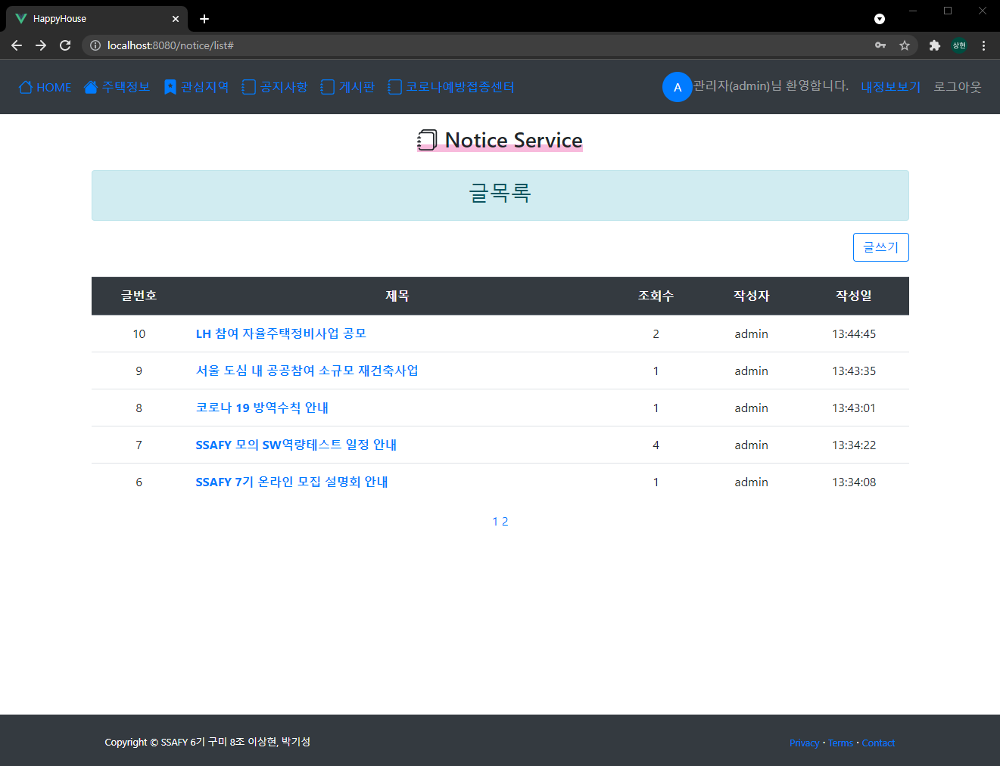 HappyHouse
localhost:8080/notice/list#
상현
HOME 주택정보 관심지역 공지사항 게시판 코로나예방접종센터
A 관리자(admin)님 환영합니다. 내정보보기 로그아웃
Notice Service
글목록
글쓰기
글번호 제목 조회수 작성자 작성일
10 LH 참여 자율주택정비사업 공모 2 admin 13:44:45
9 서울 도심 내 공공참여 소규모 재건축사업 1 admin 13:43:35
8 코로나 19 방역수칙 안내 1 admin 13:43:01
7 SSAFY 모의 SW역량테스트 일정 안내 4 admin 13:34:22
6 SSAFY 7기 온라인 모집 설명회 안내 1 admin 13:34:08
1 2
Copyright © SSAFY 6기 구미 8조 이상현, 박기성
Privacy · Terms · Contact